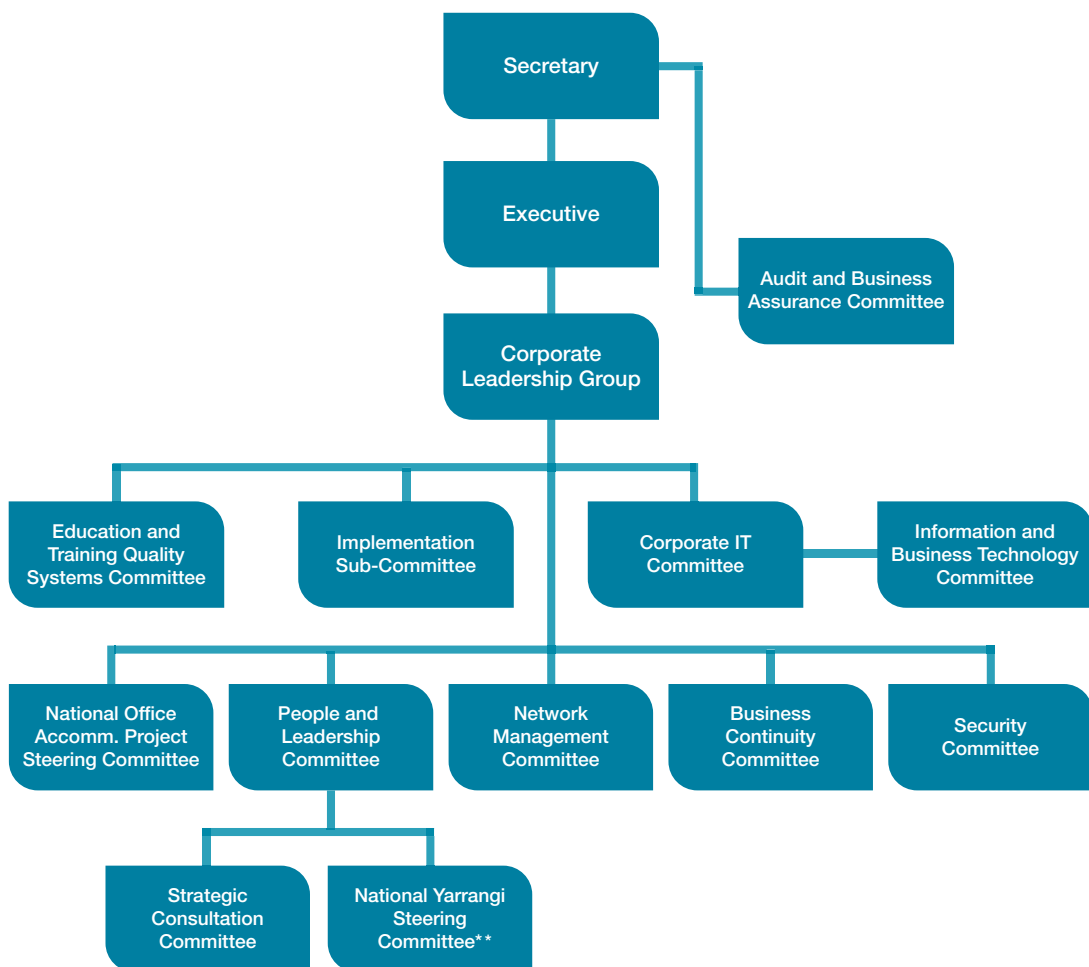 Secretary
Executive
Audit and Business
Assurance Committee
Corporate
Leadership Group
Education and
Training Quality
Systems Committee
Implementation
Sub-Committee
Corporate IT
Committee
Information and
Business Technology
Committee
National Office
Accomm. Project
Steering Committee
People and
Leadership
Committee
Network
Management
Committee
Business
Continuity
Committee
Security
Committee
Strategic
Consultation
Committee
National Yarrangi
Steering
Committee**